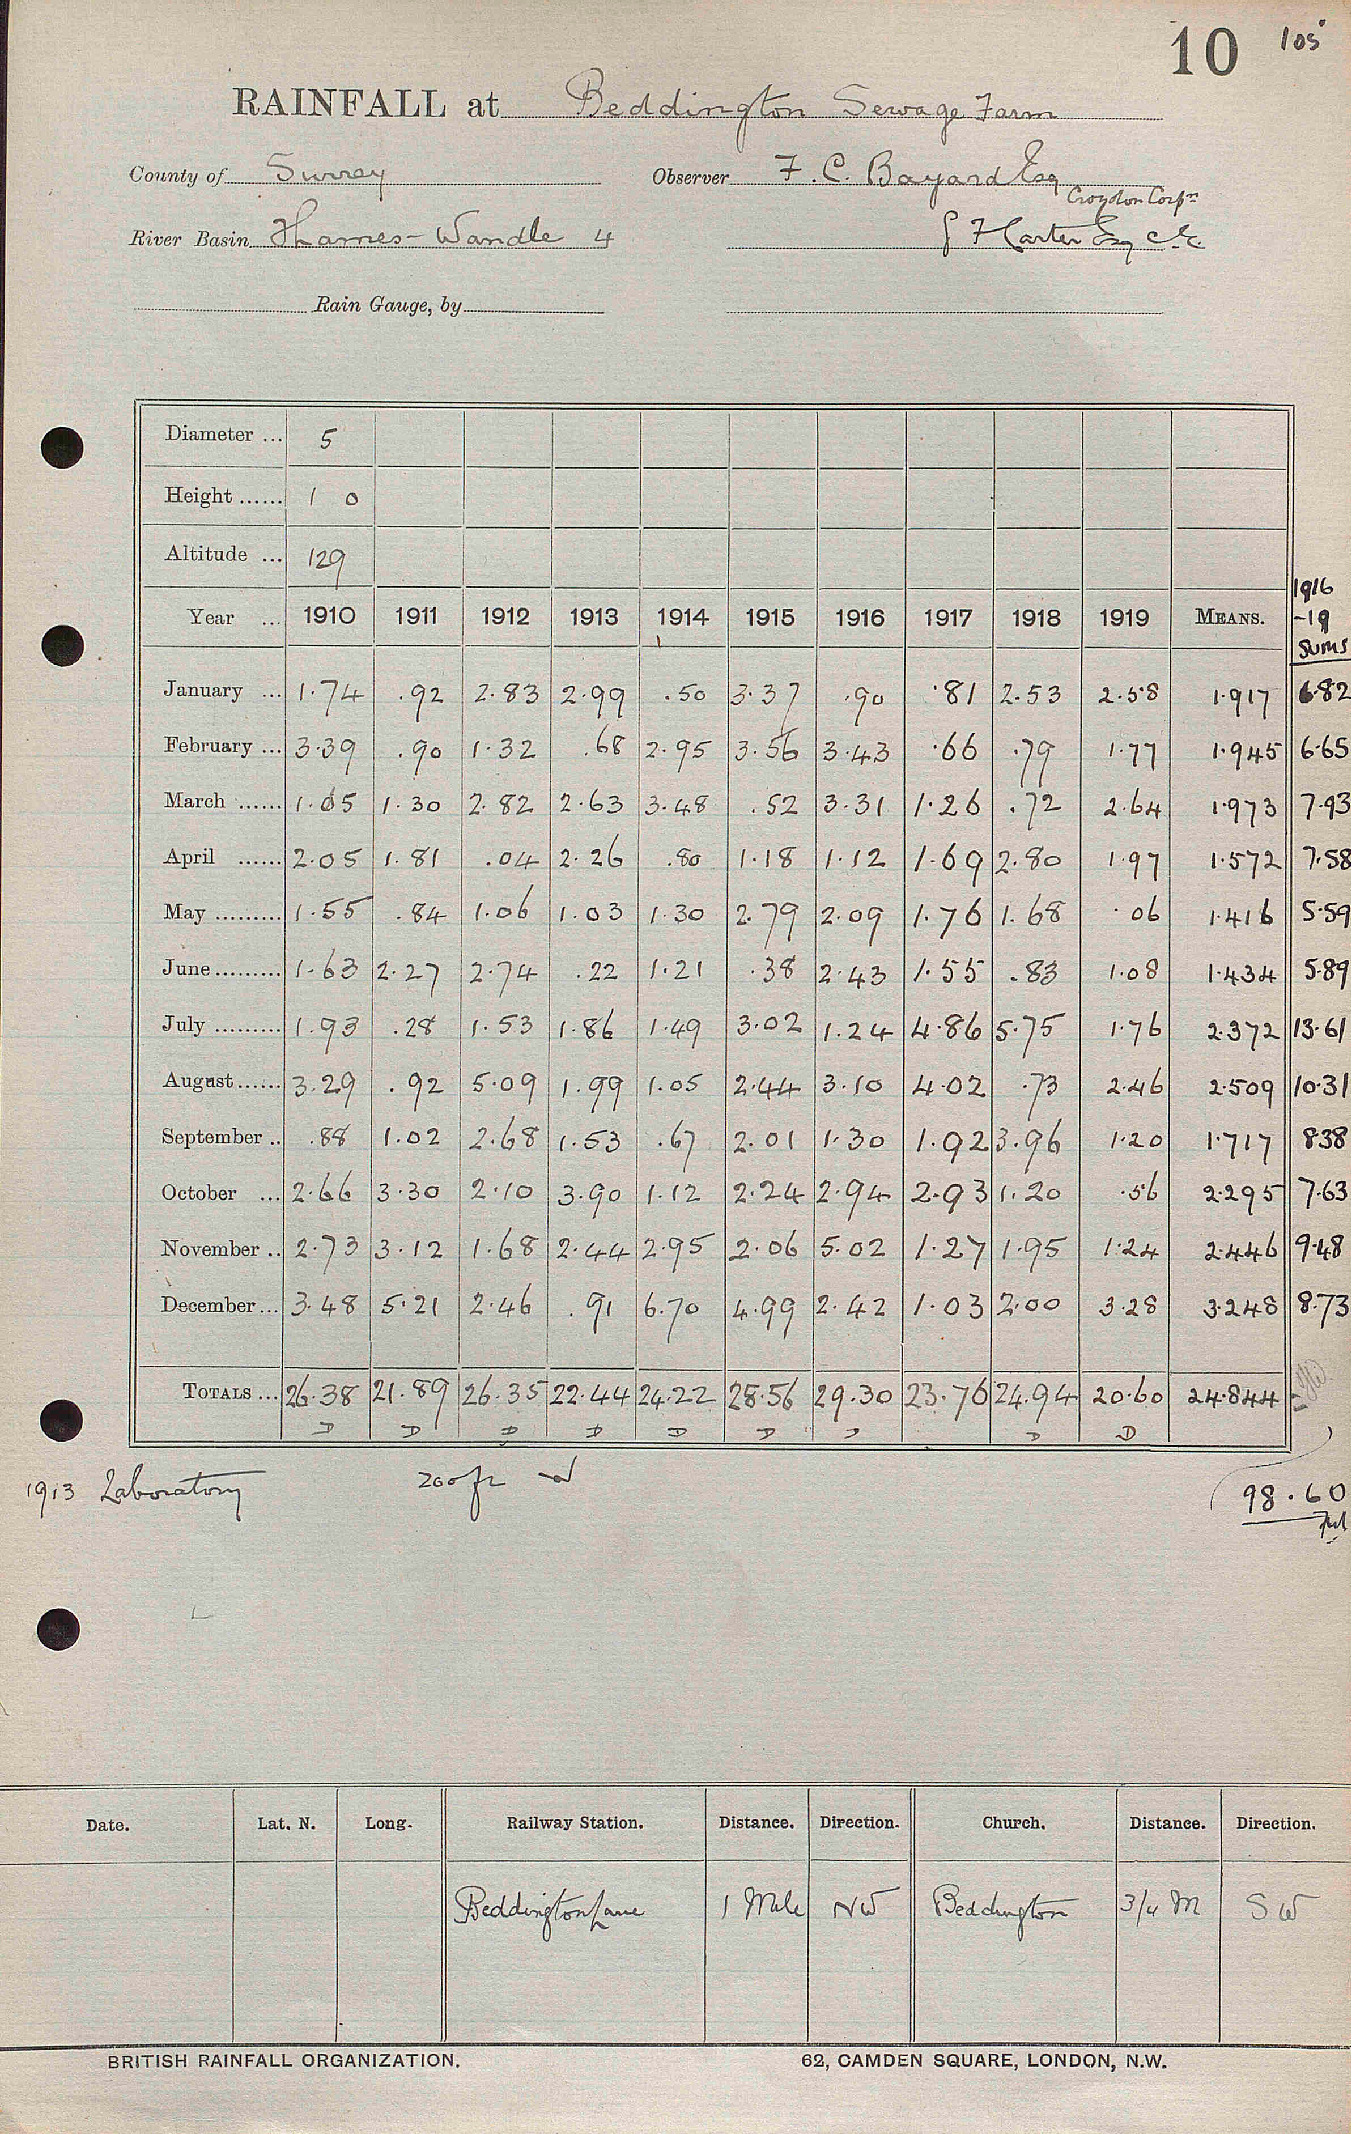 10 105
RAINFALL at Beddington Sewage Farm
County of Surrey Observer F. C. Bayard Esq
Croydon Corpn
River Basin Thames-Wandle 4 Carter Esq C.E.
Rain Gauge, by
Diameter ... 5
Height ...... 1 0
Altitude ... 129
1916
-19
Sums
Year ... 1910 1911 1912 1913 1914 1915 1916 1917 1918 1919 MEANS.
January ... 1.74 .92 2.83 2.99 .50 3.37 .90 .81 2.53 2.58 1.917 6.82
February ... 3.39 .90 1.32 .68 2.95 3.56 3.43 .66 .79 1.77 1.945 6.65
March ...... 1.05 1.30 2.82 2.63 3.48 .52 3.31 1.26 .72 2.64 1.973 7.93
April ...... 2.05 1.81 .04 2.26 .80 1.18 1.12 1.69 2.80 1.97 1.572 7.58
May ......... 1.55 .84 1.06 1.03 1.30 2.79 2.09 1.76 1.68 .06 1.416 5.59
June ......... 1.63 2.27 2.74 .22 1.21 .38 2.43 1.55 .83 1.08 1.434 5.89
July ......... 1.93 .28 1.53 1.86 1.49 3.02 1.24 4.86 5.75 1.76 2.372 13.61
August ...... 3.29 .92 5.09 1.99 1.05 2.44 3.10 4.02 .73 2.46 2.509 10.31
September .. .88 1.02 2.68 1.53 .67 2.01 1.30 1.92 3.96 1.20 1.717 8.38
October ... 2.66 3.30 2.10 3.90 1.12 2.24 2.94 2.93 1.20 .56 2.295 7.63
November .. 2.73 3.12 1.68 2.44 2.95 2.06 5.02 1.27 1.95 1.24 2.446 9.48
December ... 3.48 5.21 2.46 .91 6.70 4.99 2.42 1.03 2.00 3.28 3.248 8.73
TOTALS ... 26.38 21.89 26.35 22.44 24.22 28.56 29.30 23.76 24.94 20.60 24.844
D D D D D D D D D
1913 Laboratory 200 ft
98.60
Date. Lat. N. Long. Railway Station. Distance. Direction. Church. Distance. Direction.
Beddington Lane 1 Mile NW Beddington 3/4 M SW
BRITISH RAINFALL ORGANIZATION. 62, CAMDEN SQUARE, LONDON, N.W.